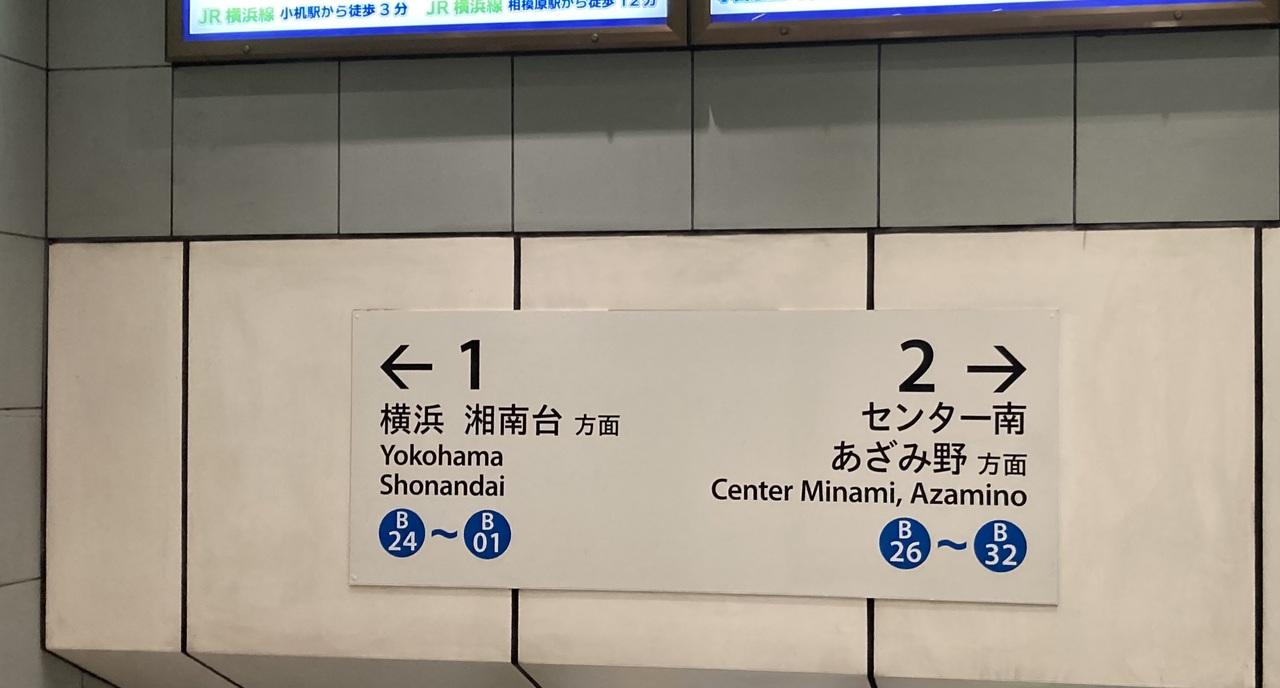 JR 横浜線 小机駅から徒歩 3 分 JR 横浜線 相模原駅から徒歩 12 分
← 1
横浜 湘南台 方面
Yokohama
Shonandai
B 24 ~ B 01
2 →
センター南
あざみ野 方面
Center Minami, Azamino
B 26 ~ B 32